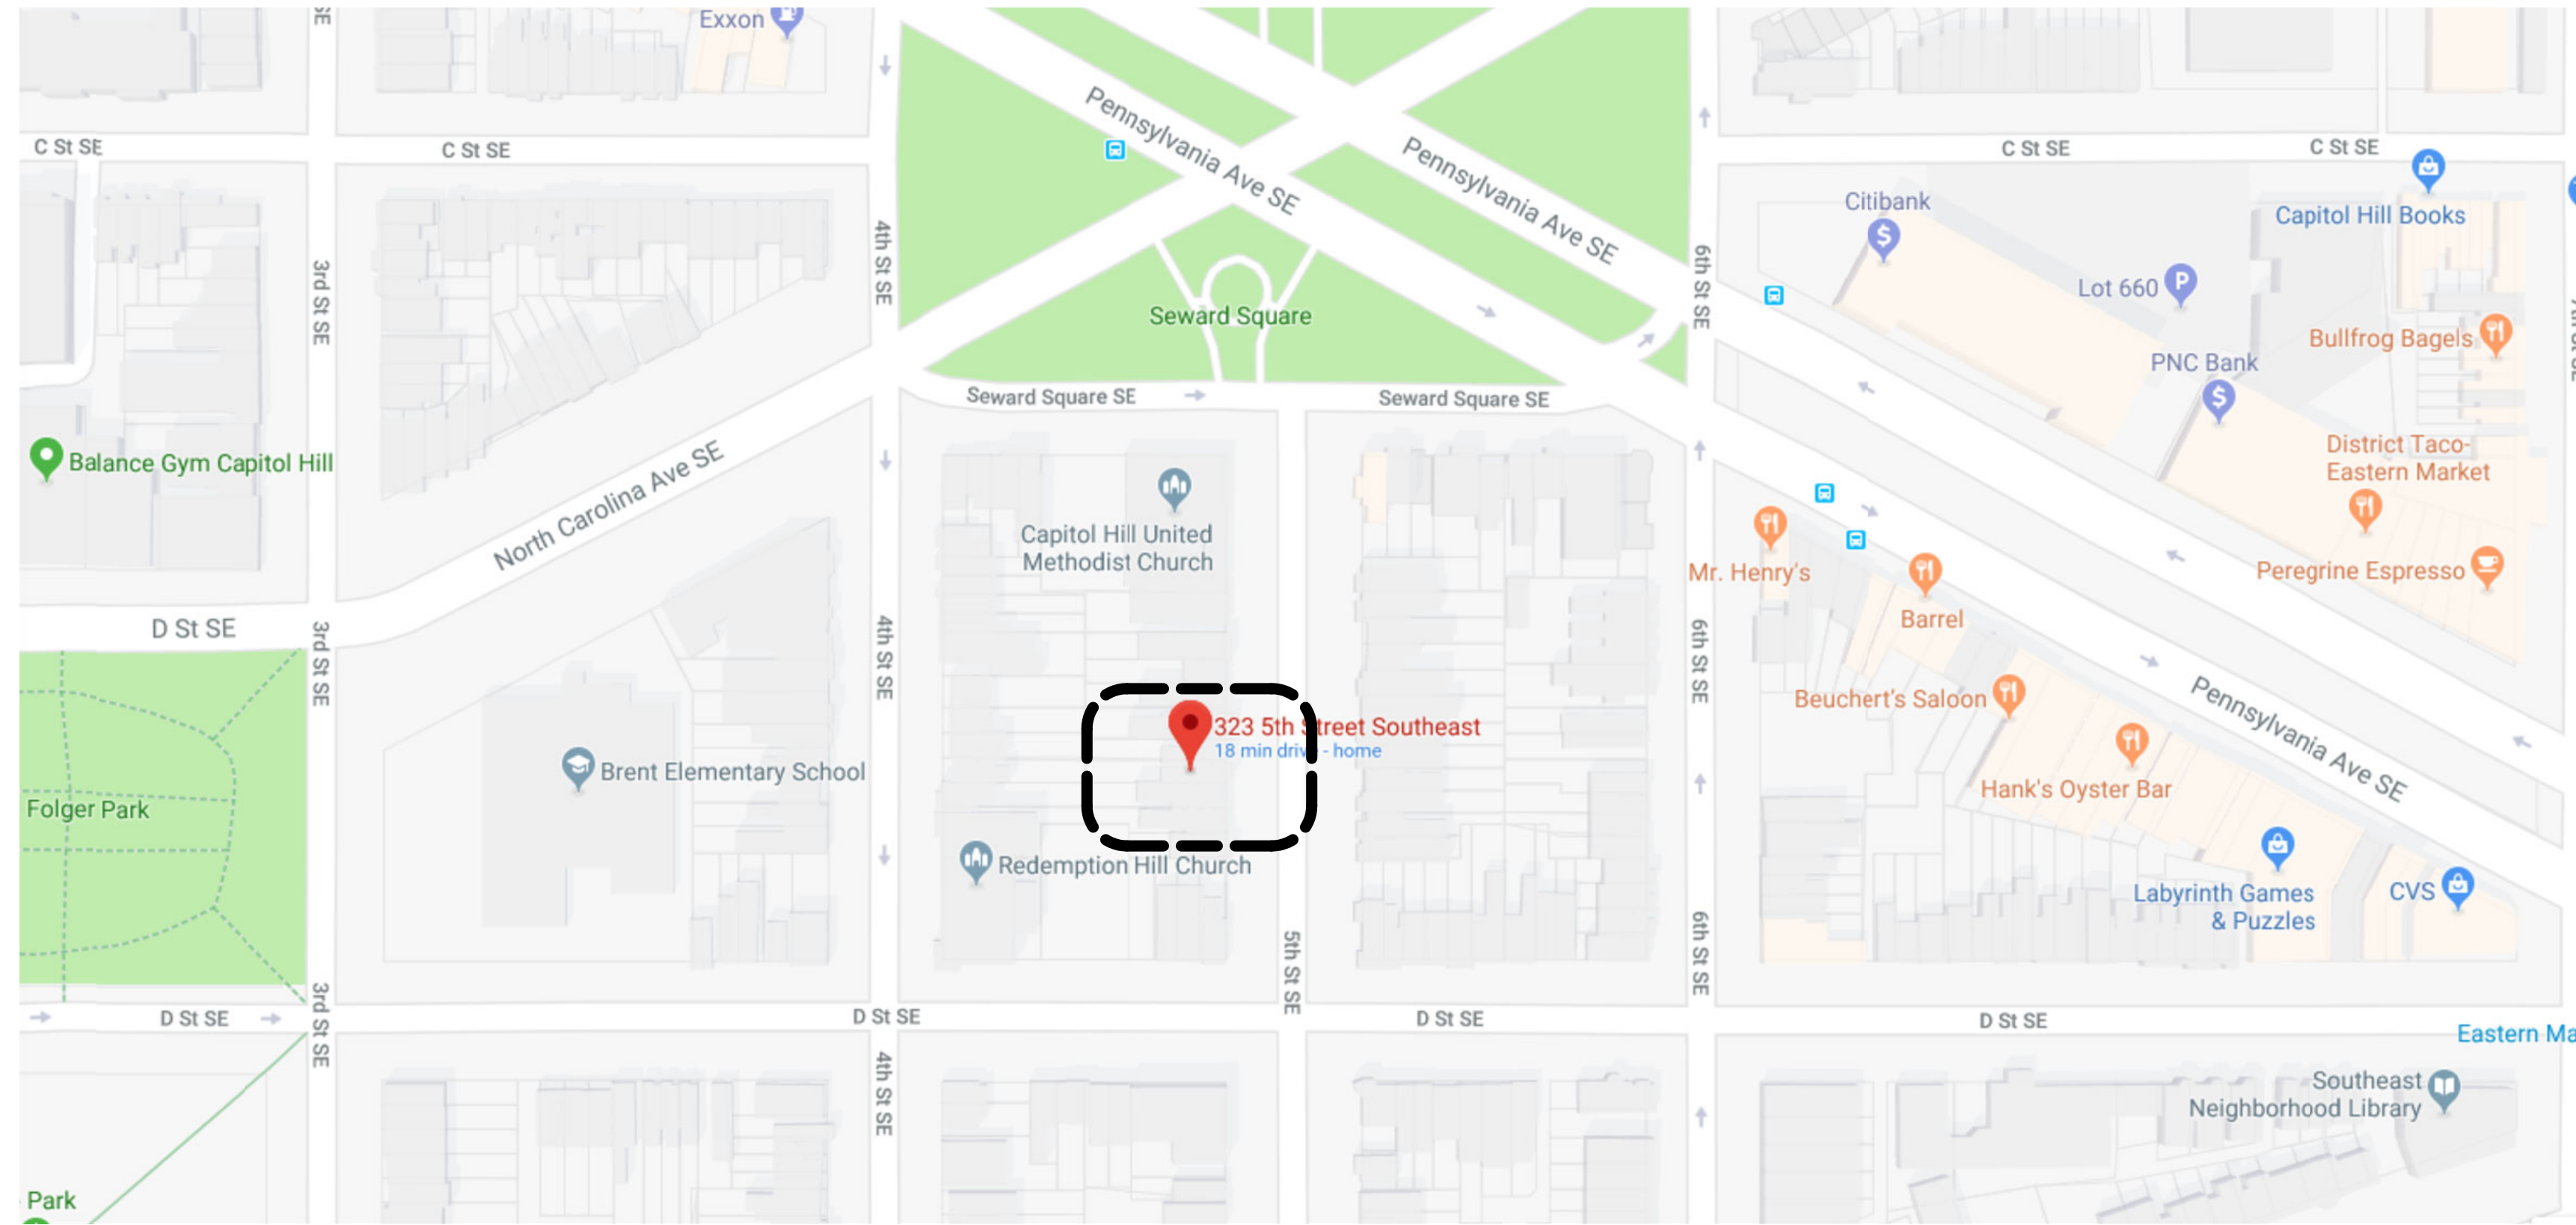 SE
Exxon
C St SE
C St SE
C St SE
C St SE
Pennsylvania Ave SE
Pennsylvania Ave SE
Citibank
Capitol Hill Books
Lot 660
3rd St SE
4th St SE
6th St SE
Seward Square
Bullfrog Bagels
PNC Bank
Seward Square SE
Seward Square SE
District Taco-
Eastern Market
Balance Gym Capitol Hill
North Carolina Ave SE
Capitol Hill United
Methodist Church
Mr. Henry's
Peregrine Espresso
Barrel
D St SE
3rd St SE
4th St SE
6th St SE
Beuchert's Saloon
Pennsylvania Ave SE
323 5th Street Southeast
18 min drive - home
Brent Elementary School
Hank's Oyster Bar
Folger Park
Redemption Hill Church
Labyrinth Games
& Puzzles
CVS
5th St SE
6th St SE
3rd St SE
D St SE
D St SE
D St SE
D St SE
Eastern Ma
4th St SE
Southeast
Neighborhood Library
Park